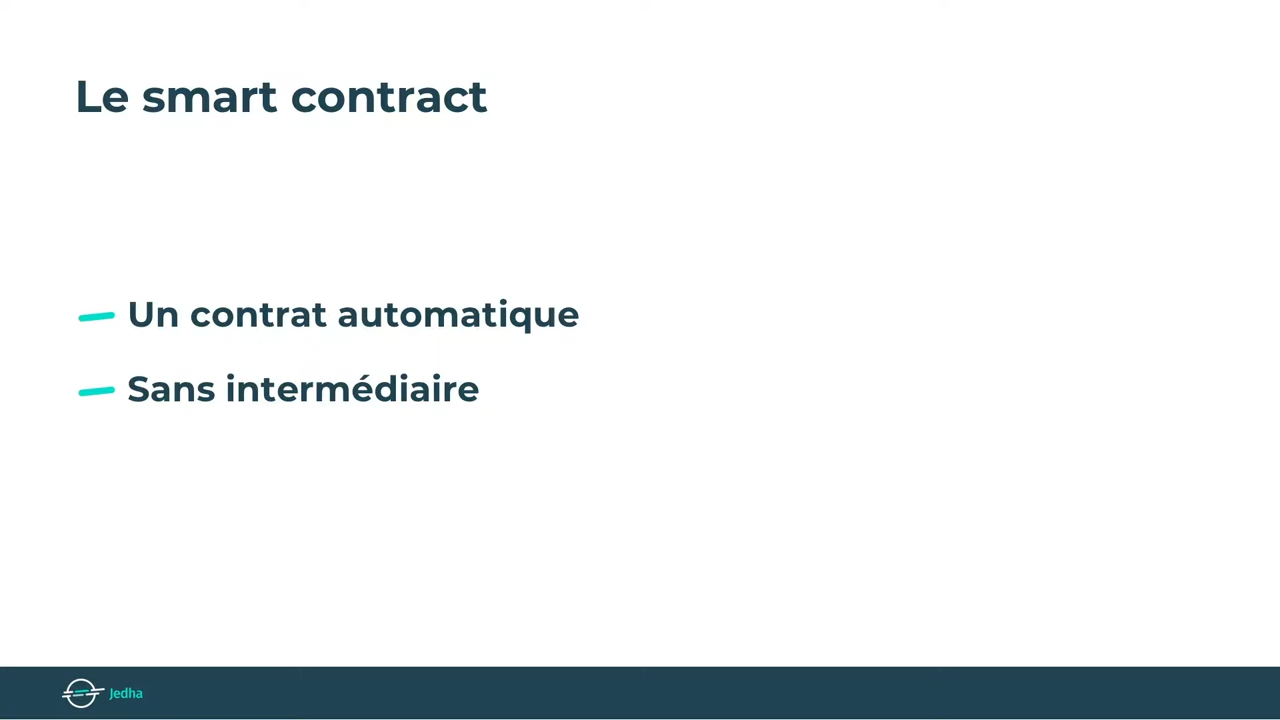 Le smart contract
Un contrat automatique
Sans intermédiaire
Jedha